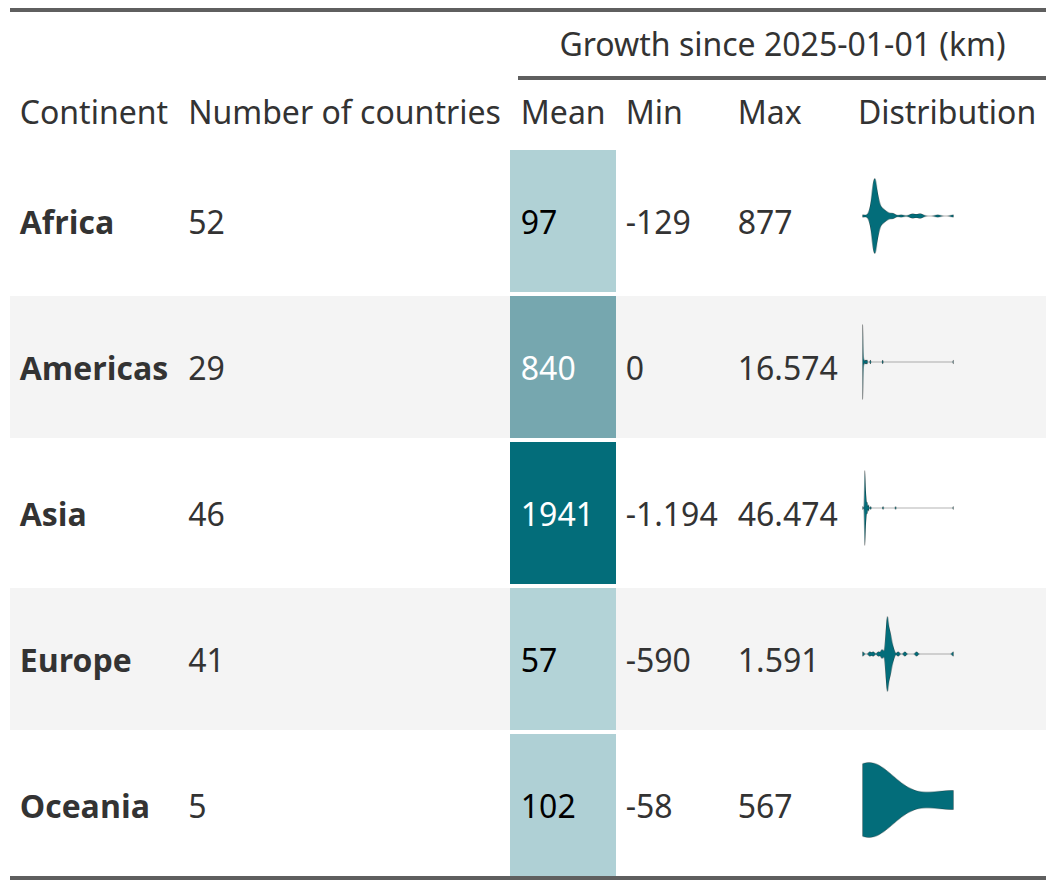 Growth since 2025-01-01 (km)
Continent Number of countries Mean Min Max Distribution
Africa 52 97 -129 877
Americas 29 840 0 16.574
Asia 46 1941 -1.194 46.474
Europe 41 57 -590 1.591
Oceania 5 102 -58 567